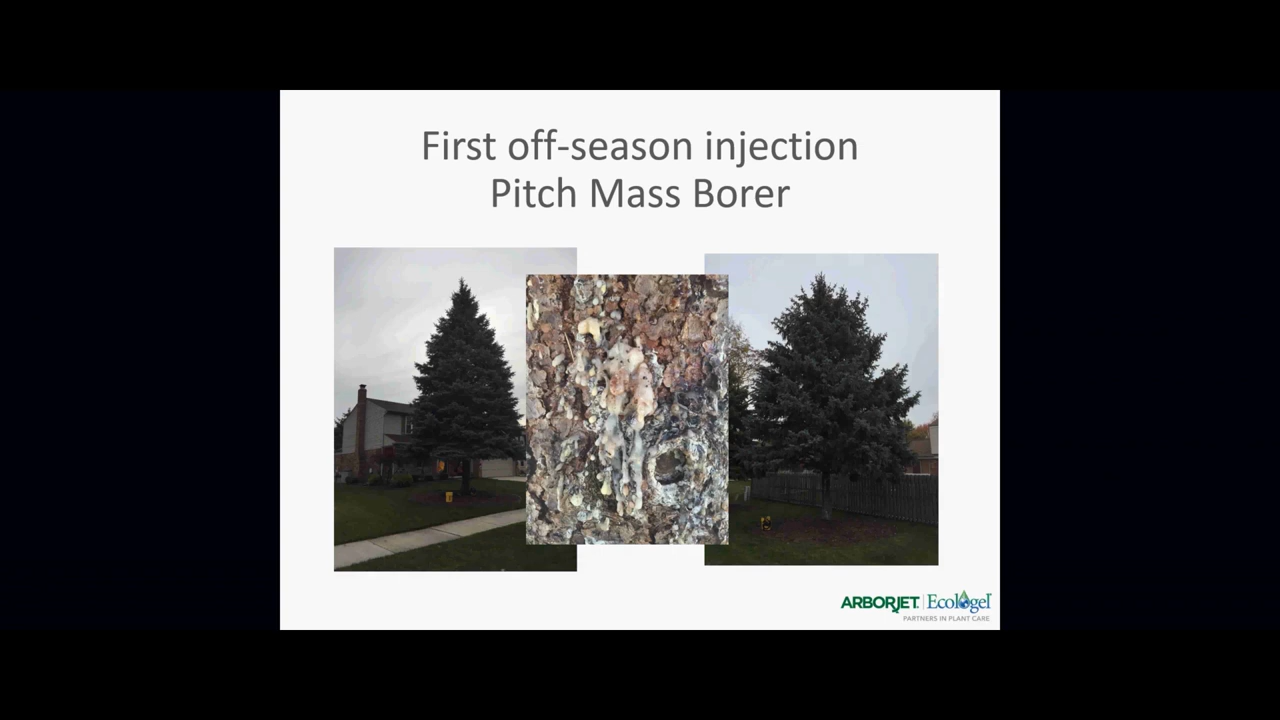 First off-season injection
Pitch Mass Borer
ARBORJET | Ecologel
PARTNERS IN PLANT CARE